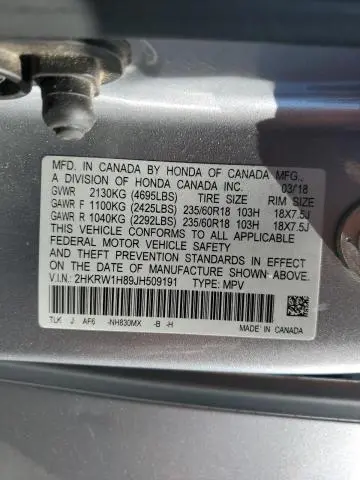 MFD. IN CANADA BY HONDA OF CANADA MFG.,
A DIVISION OF HONDA CANADA INC. 03/18
GVWR 2130KG (4695LBS) TIRE SIZE RIM SIZE
GAWR F 1100KG (2425LBS) 235/60R18 103H 18X7.5J
GAWR R 1040KG (2292LBS) 235/60R18 103H 18X7.5J
THIS VEHICLE CONFORMS TO ALL APPLICABLE
FEDERAL MOTOR VEHICLE SAFETY
AND THEFT PREVENTION STANDARDS IN EFFECT
ON THE DATE OF MANUFACTURE SHOWN ABOVE.
V.I.N.: 2HKRW1H89JH509191 TYPE: MPV
TLK J AF6 -NH830MX -B -H
MADE IN CANADA